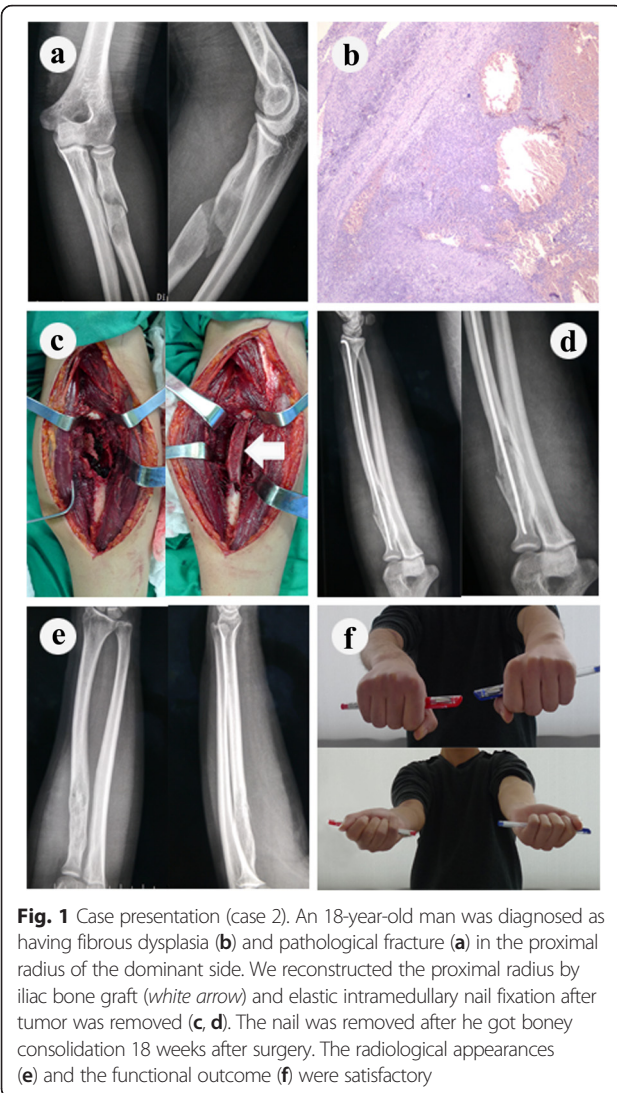 a
b
Di
c
d
e
f
Fig. 1 Case presentation (case 2). An 18-year-old man was diagnosed as
having fibrous dysplasia (b) and pathological fracture (a) in the proximal
radius of the dominant side. We reconstructed the proximal radius by
iliac bone graft (white arrow) and elastic intramedullary nail fixation after
tumor was removed (c, d). The nail was removed after he got boney
consolidation 18 weeks after surgery. The radiological appearances
(e) and the functional outcome (f) were satisfactory